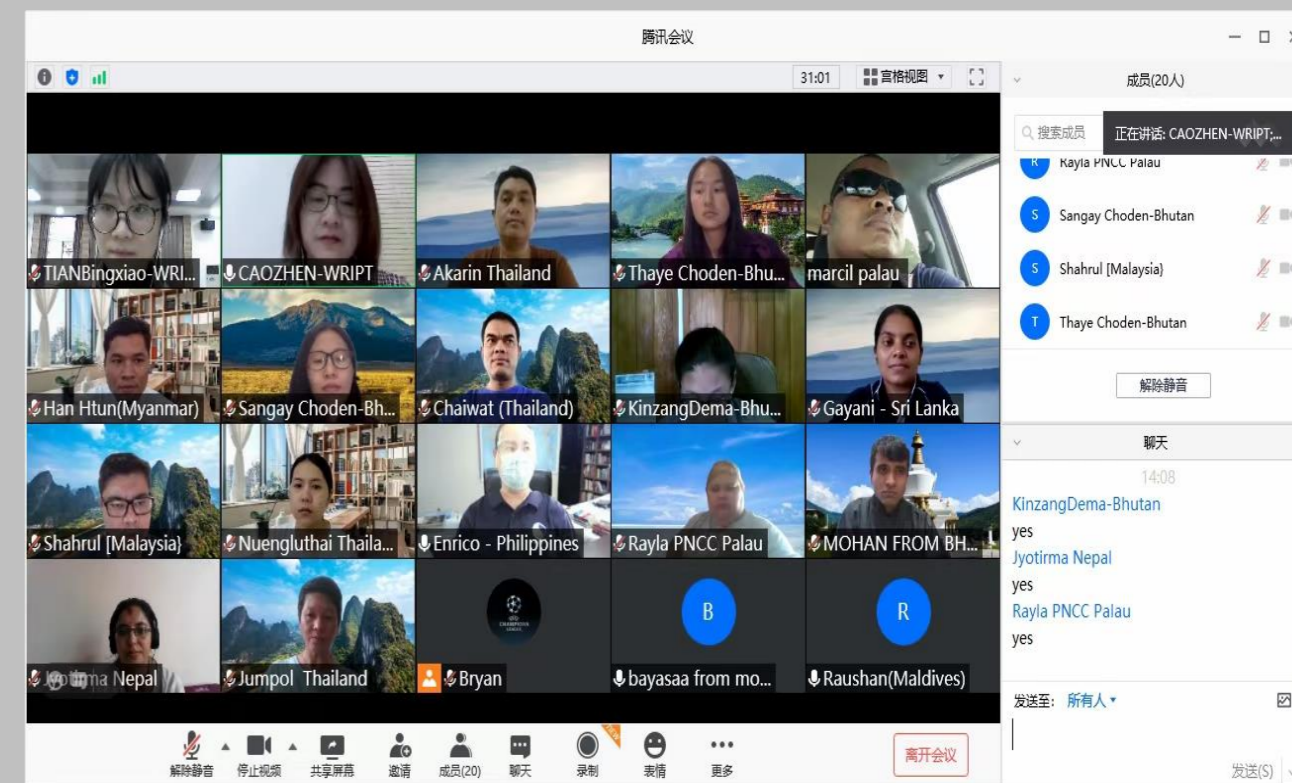 腾讯会议
31:01 宫格视图
TIANBingxiao-WRI... CAOZHEN-WRIPT Akarin Thailand Thaye Choden-Bhu... marcil palau
Han Htun(Myanmar) Sangay Choden-Bh... Chaiwat (Thailand) KinzangDema-Bhu... Gayani - Sri Lanka
Shahrul [Malaysia} Nuengluthai Thaila... Enrico - Philippines Rayla PNCC Palau MOHAN FROM BH...
Nepal Jumpol Thailand Bryan bayasaa from mo... Raushan(Maldives)
CHAMPIONS
LEAGUE
B
R
解除静音 停止视频 共享屏幕 邀请 成员(20) 聊天 录制 表情 更多 离开会议
NEW
成员(20人)
搜索成员 正在讲话: CAOZHEN-WRIPT;...
R Rayla PNCC Palau
S Sangay Choden-Bhutan
S Shahrul [Malaysia}
T Thaye Choden-Bhutan
解除静音
聊天
14:08
KinzangDema-Bhutan
yes
Jyotirma Nepal
yes
Rayla PNCC Palau
yes
发送至: 所有人
发送(S)